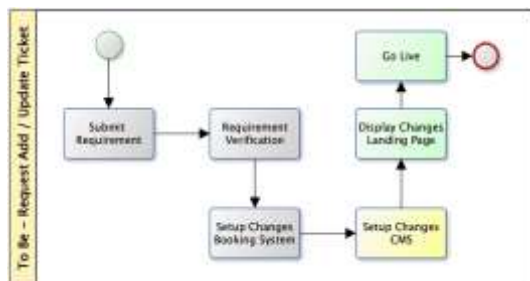 To Be - Request Add / Update Ticket
Submit
Requirement
Requirement
Verification
Setup Changes
Booking System
Setup Changes
CMS
Display Changes
Landing Page
Go Live